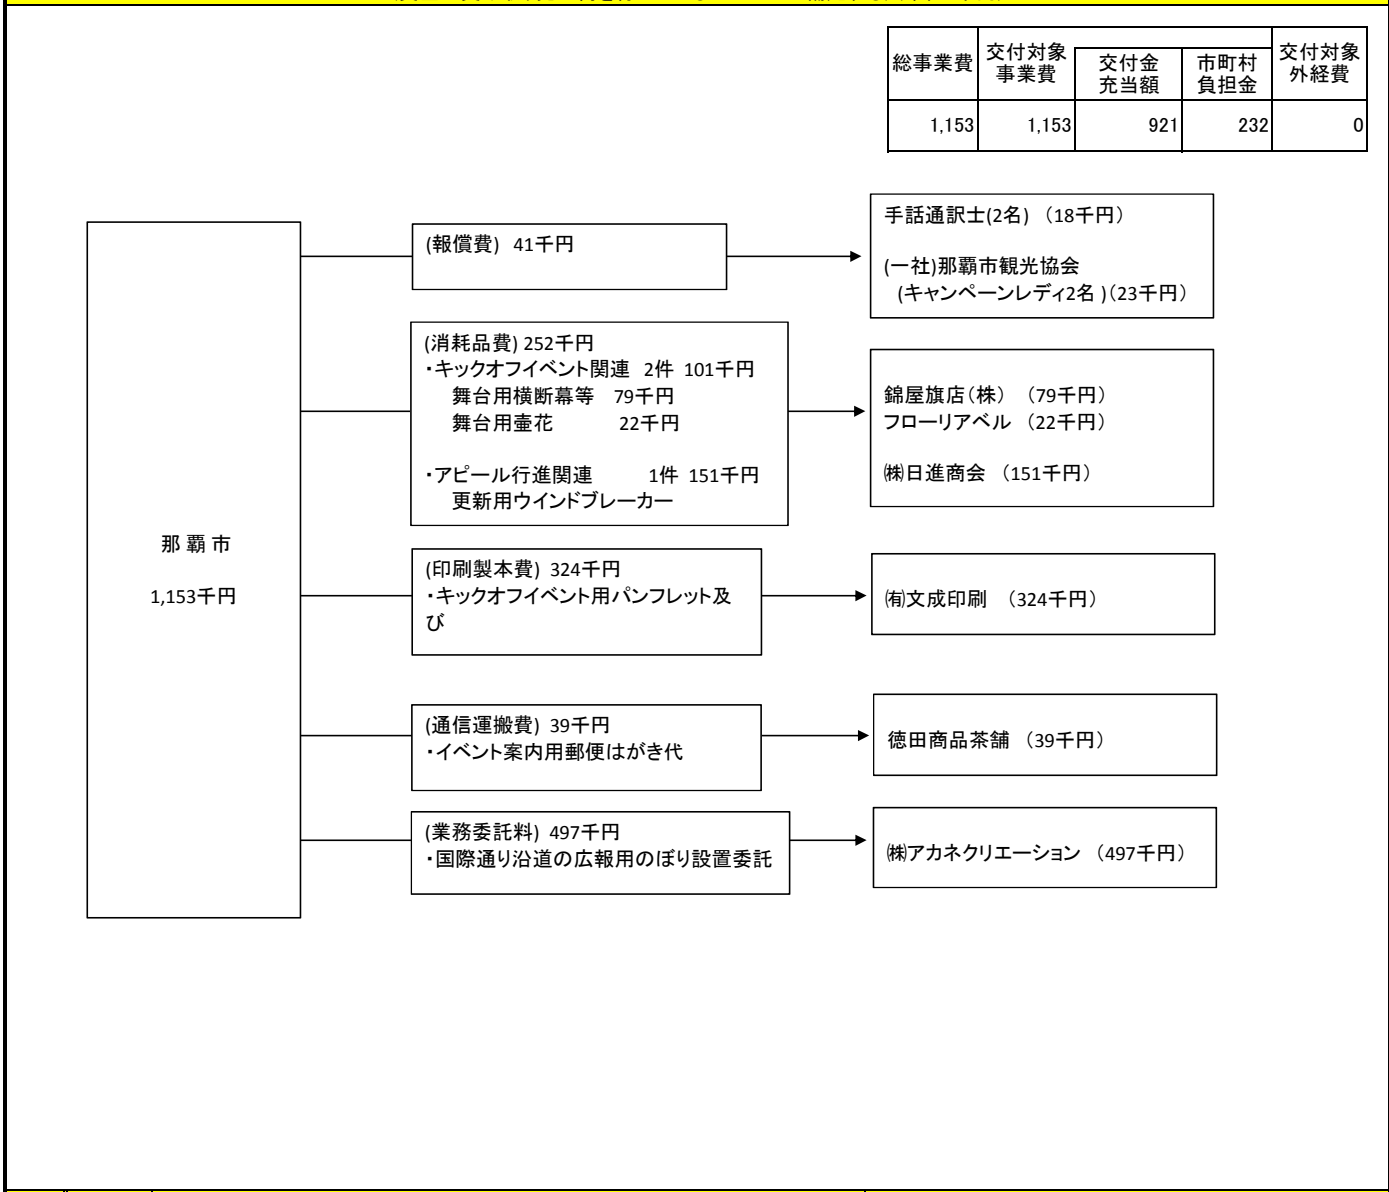 総事業費 交付対象事業費 交付金充当額 市町村負担金 交付対象外経費
1,153 1,153 921 232 0
那覇市
1,153千円
(報償費) 41千円
手話通訳士(2名) （18千円）
(一社)那覇市観光協会
(キャンペーンレディ2名 )（23千円）
(消耗品費) 252千円
・キックオフイベント関連 2件 101千円
舞台用横断幕等 79千円
舞台用壷花 22千円
・アピール行進関連 1件 151千円
更新用ウインドブレーカー
錦屋旗店（株） （79千円）
フローリアベル （22千円）
㈱日進商会 （151千円）
(印刷製本費) 324千円
・キックオフイベント用パンフレット及
び
㈲文成印刷 （324千円）
(通信運搬費) 39千円
・イベント案内用郵便はがき代
徳田商品茶舗 （39千円）
(業務委託料) 497千円
・国際通り沿道の広報用のぼり設置委託
㈱アカネクリエーション （497千円）